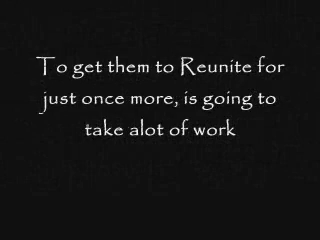 To get them to Reunite for
just once more, is going to
take alot of work